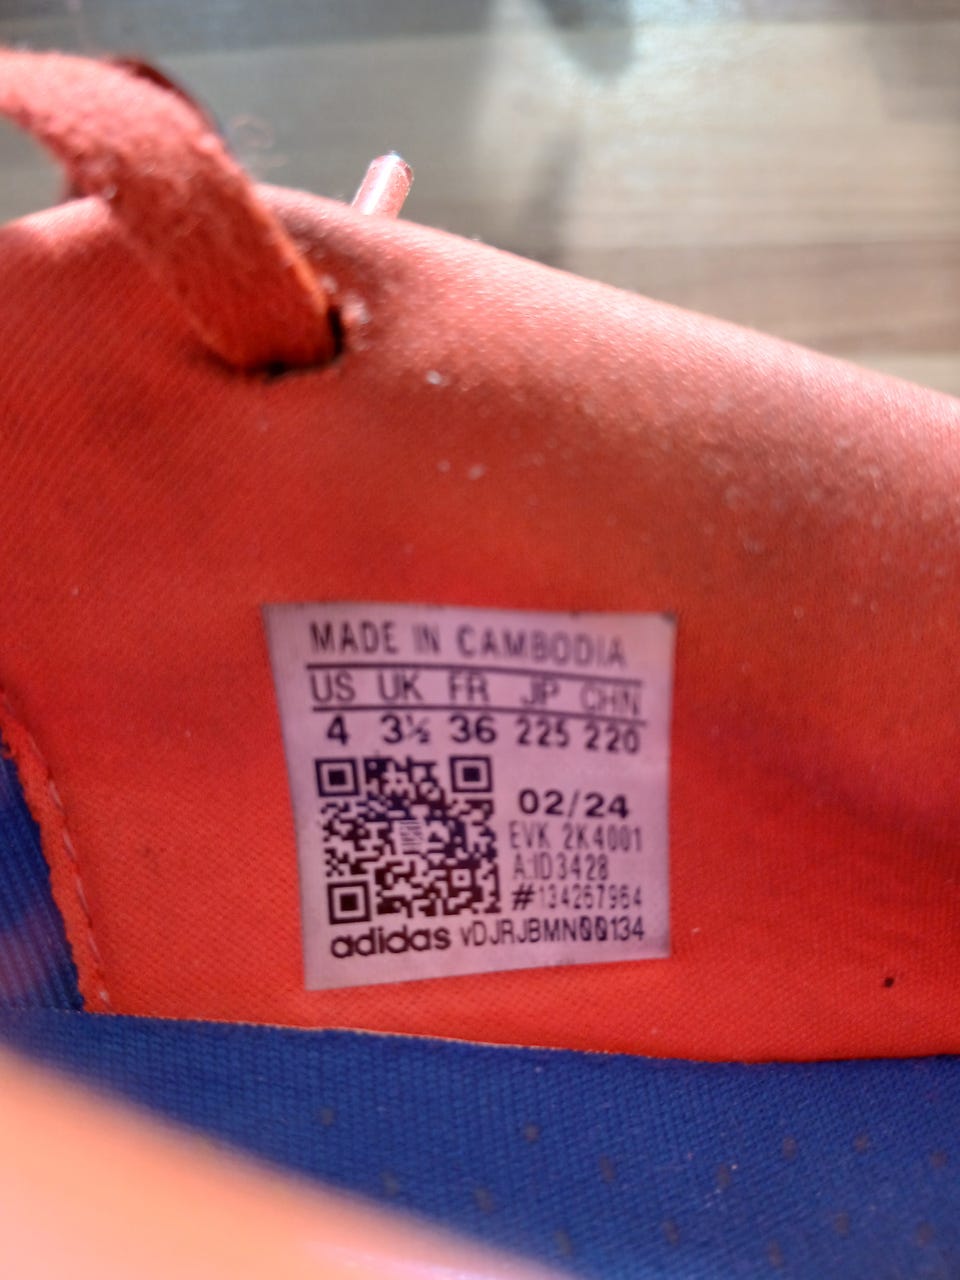 MADE IN CAMBODIA
US UK FR JP CHN
4 3½ 36 225 220
02/24
EVK 2K4001
A:ID3428
#134267964
adidas vDJRJBMN00134